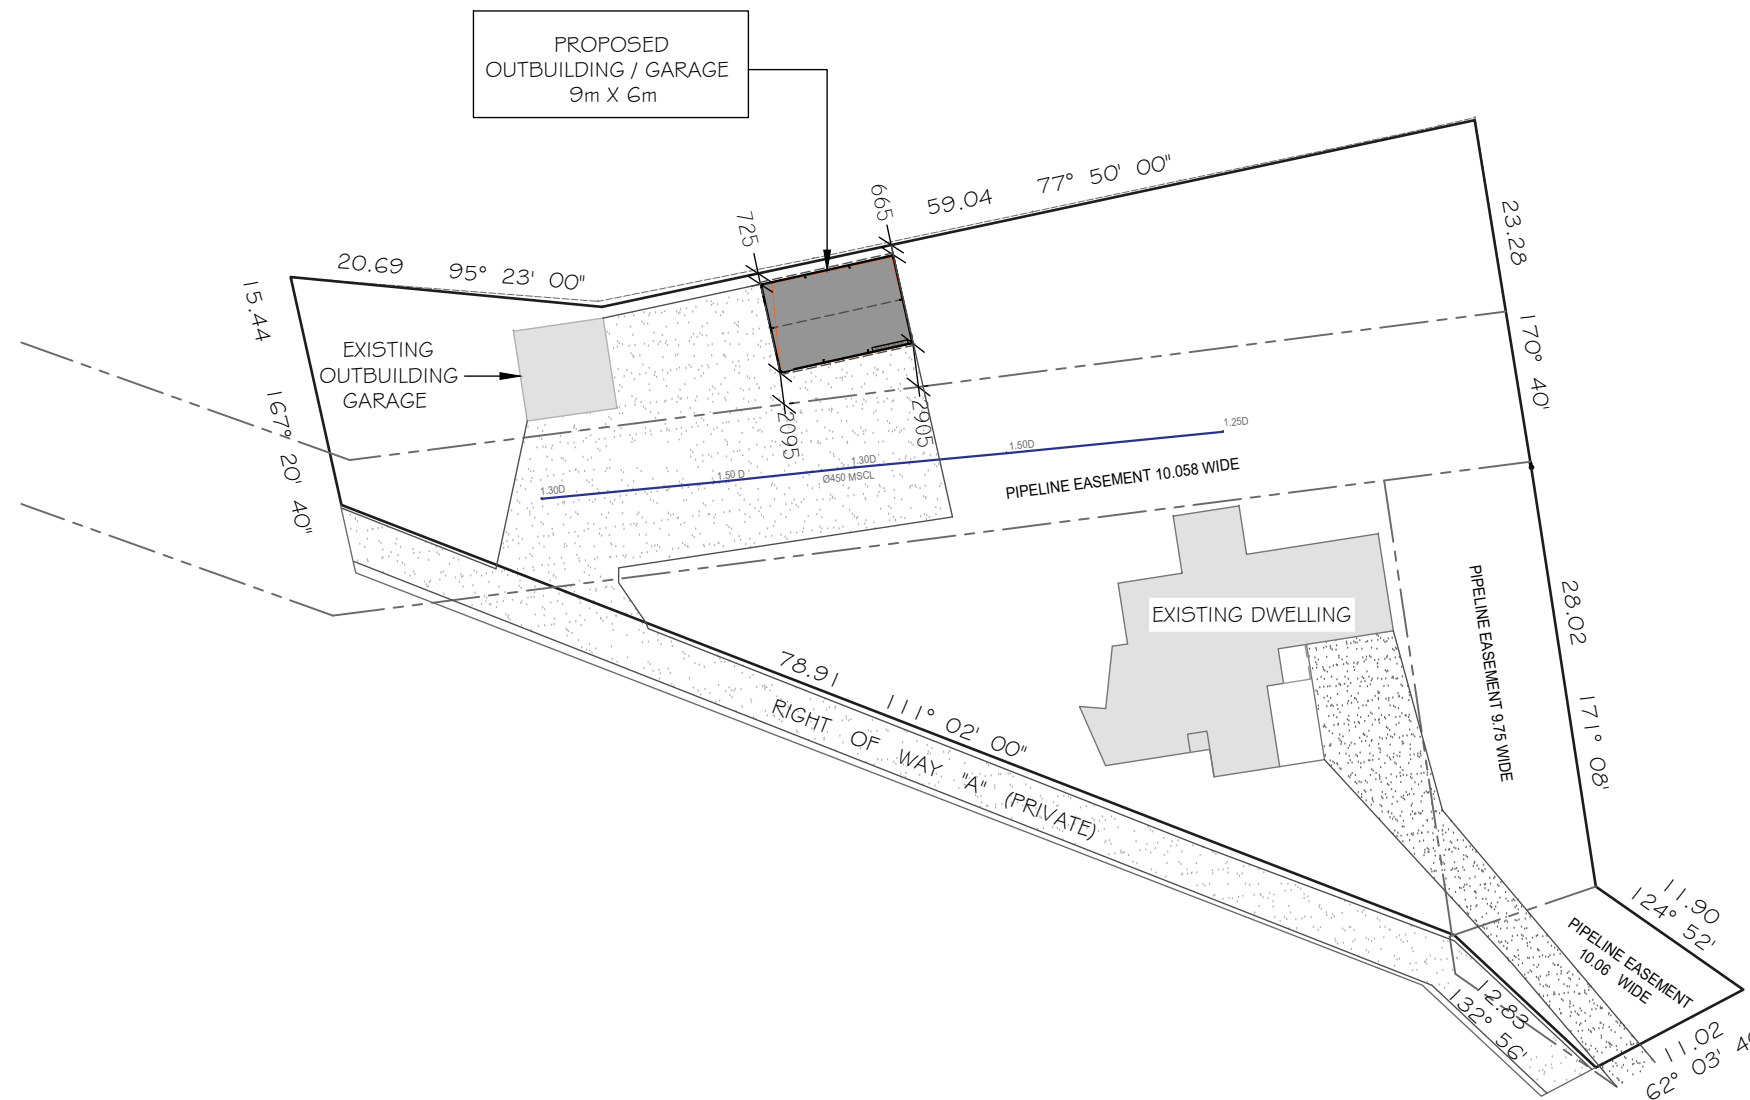 PROPOSED
OUTBUILDING / GARAGE
9m X 6m
665
725
59.04 77° 50' 00"
23.28
20.69 95° 23' 00"
15.44
170° 40'
EXISTING
OUTBUILDING
GARAGE
167° 20' 40"
2095
2905
1.25D
1.50D
1.30D
1.50 D
Ø450 MSCL
1.30D
PIPELINE EASEMENT 10.058 WIDE
EXISTING DWELLING
PIPELINE EASEMENT 9.75 WIDE
28.02
171° 08'
78.91 111° 02' 00"
RIGHT OF WAY "A" (PRIVATE)
11.90
124° 52'
PIPELINE EASEMENT
10.06 WIDE
12.83
132° 56'
11.02
62° 03'